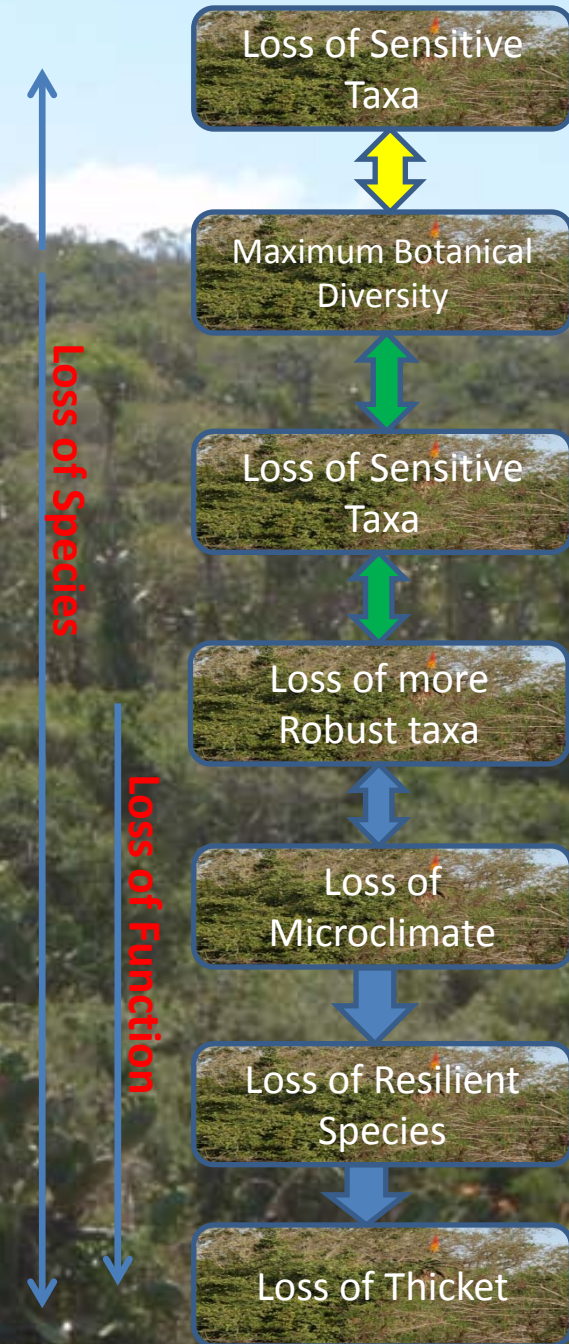 Loss of Sensitive
Taxa
Maximum Botanical
Diversity
Loss of Sensitive
Taxa
Loss of more
Robust taxa
Loss of
Microclimate
Loss of Resilient
Species
Loss of Thicket
Loss of Species
Loss of Function